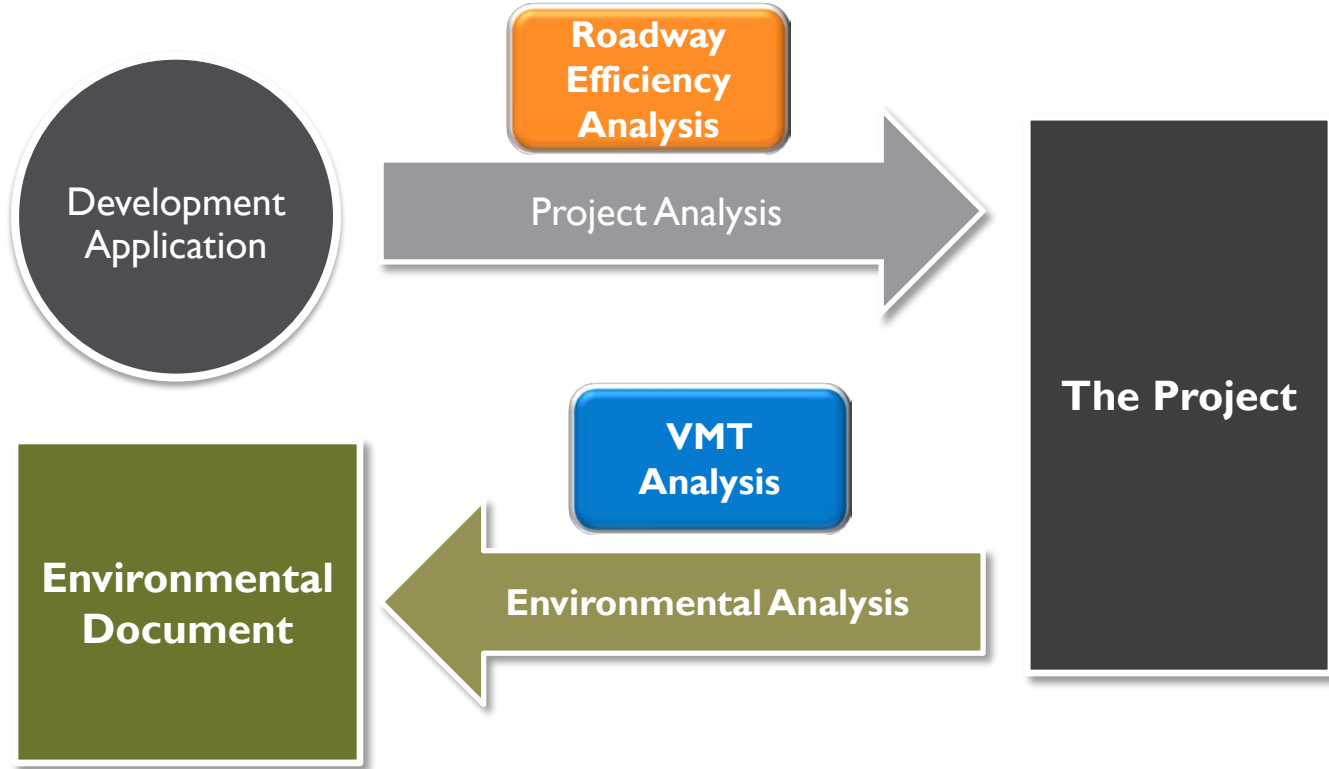 Roadway
Efficiency
Analysis
Development
Application
Project Analysis
The Project
VMT
Analysis
Environmental Analysis
Environmental
Document